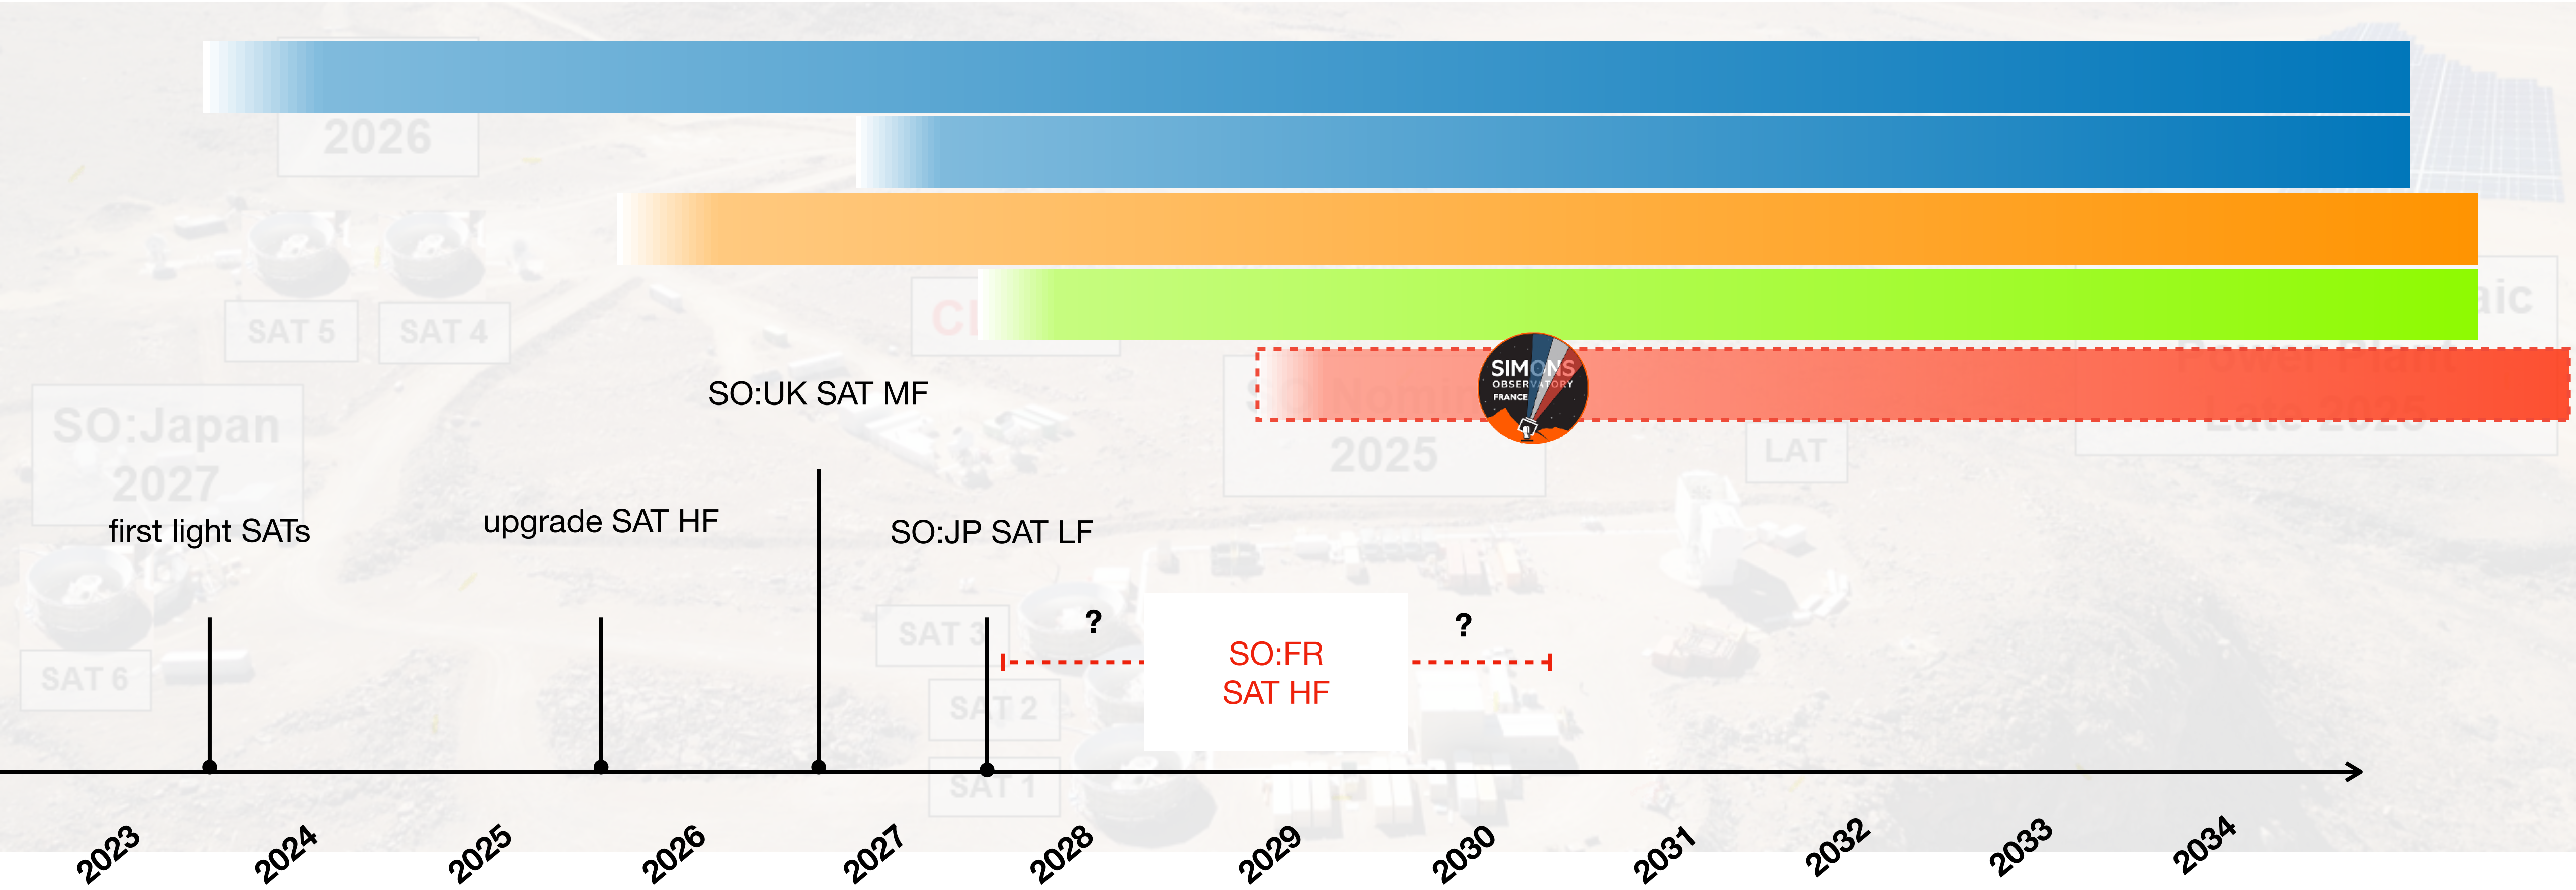 2026
SAT 5
SAT 4
SO:Japan
2027
SO:UK SAT MF
SIMONS
OBSERVATORY
FRANCE
2025
Late 2025
LAT
first light SATs
upgrade SAT HF
SO:JP SAT LF
SAT 3
?
?
SO:FR
SAT HF
SAT 6
SAT 2
SAT 1
2023
2024
2025
2026
2027
2028
2029
2030
2031
2032
2033
2034